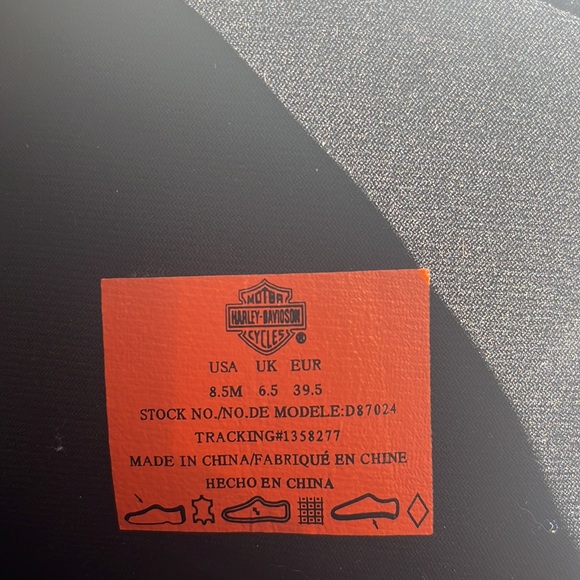 MOTOR
HARLEY-DAVIDSON
CYCLES
®
USA UK EUR
8.5M 6.5 39.5
STOCK NO./NO.DE MODELE:D87024
TRACKING#1358277
MADE IN CHINA/FABRIQUÉ EN CHINE
HECHO EN CHINA